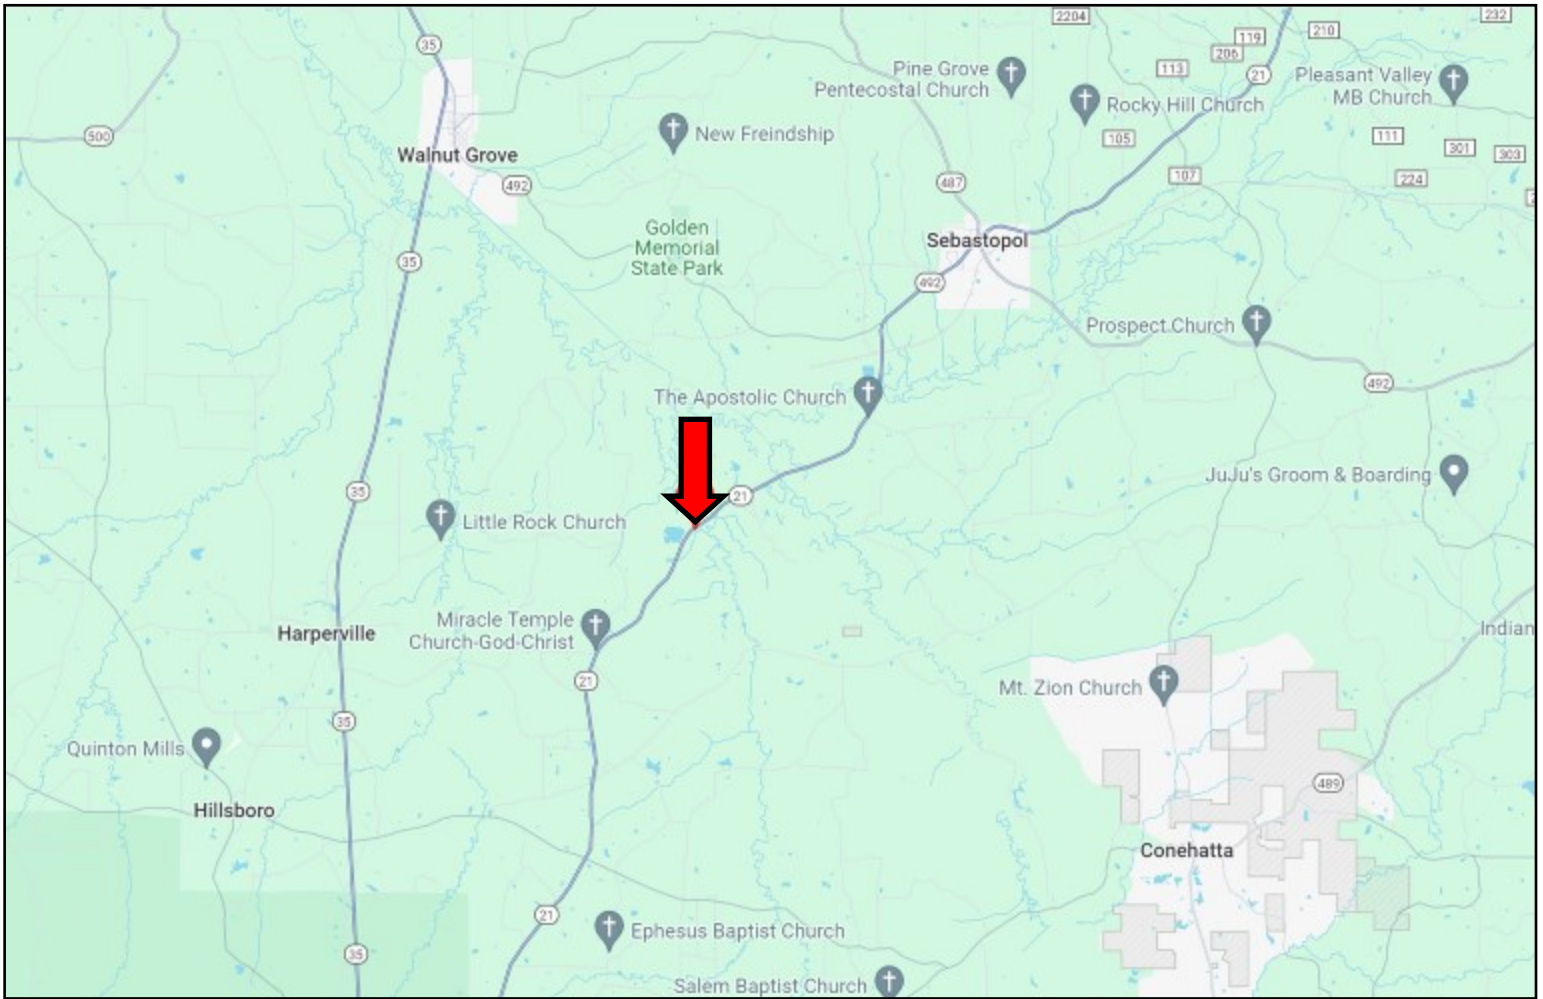 2204
232
35
119
210
206
Pine Grove
Pentecostal Church
113
21
Pleasant Valley
MB Church
Rocky Hill Church
500
New Freindship
105
111
301
303
Walnut Grove
492
487
107
224
2
Golden
Memorial
State Park
Sebastopol
35
492
Prospect Church
492
The Apostolic Church
JuJu's Groom & Boarding
35
21
Little Rock Church
Miracle Temple
Church-God-Christ
Harperville
Indian
21
Mt. Zion Church
35
Quinton Mills
489
Hillsboro
Conehatta
21
Ephesus Baptist Church
35
Salem Baptist Church